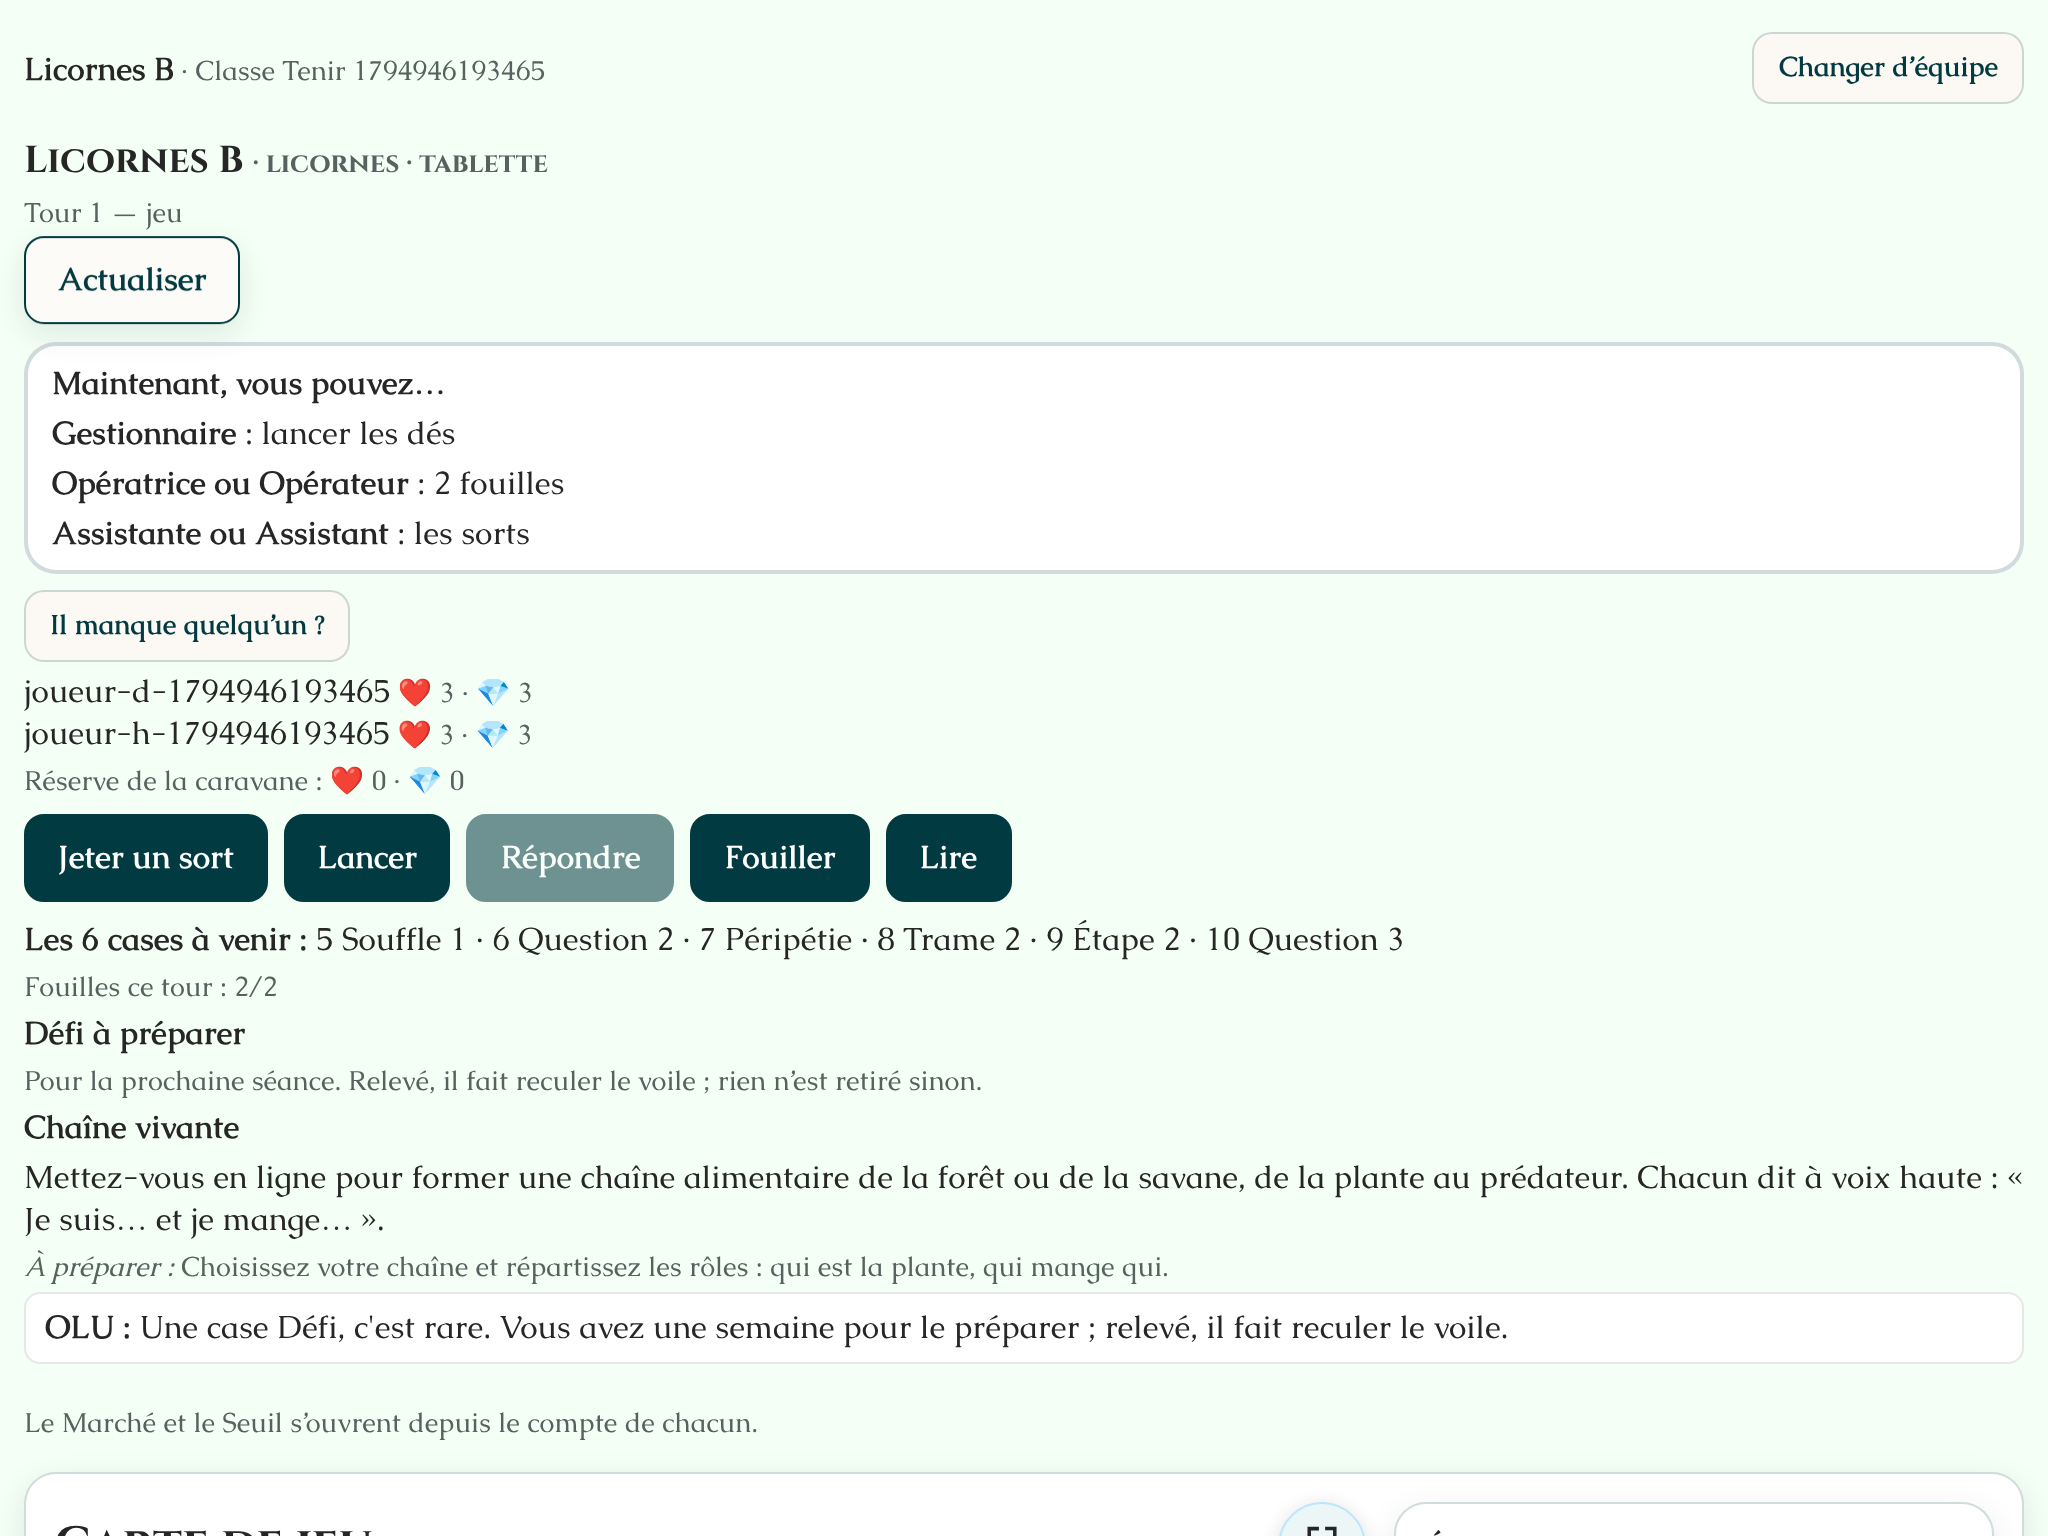 Licornes B · Classe Tenir 1794946193465
Changer d’équipe
Licornes B · licornes · tablette
Tour 1 — jeu
Actualiser
Maintenant, vous pouvez…
Gestionnaire : lancer les dés
Opératrice ou Opérateur : 2 fouilles
Assistante ou Assistant : les sorts
Il manque quelqu’un ?
joueur-d-1794946193465 ❤️ 3 · 💎 3
joueur-h-1794946193465 ❤️ 3 · 💎 3
Réserve de la caravane : ❤️ 0 · 💎 0
Jeter un sort
Lancer
Répondre
Fouiller
Lire
Les 6 cases à venir : 5 Souffle 1 · 6 Question 2 · 7 Péripétie · 8 Trame 2 · 9 Étape 2 · 10 Question 3
Fouilles ce tour : 2/2
Défi à préparer
Pour la prochaine séance. Relevé, il fait reculer le voile ; rien n’est retiré sinon.
Chaîne vivante
Mettez-vous en ligne pour former une chaîne alimentaire de la forêt ou de la savane, de la plante au prédateur. Chacun dit à voix haute : «
Je suis… et je mange… ».
À préparer : Choisissez votre chaîne et répartissez les rôles : qui est la plante, qui mange qui.
OLU : Une case Défi, c'est rare. Vous avez une semaine pour le préparer ; relevé, il fait reculer le voile.
Le Marché et le Seuil s’ouvrent depuis le compte de chacun.
Carte de jeu